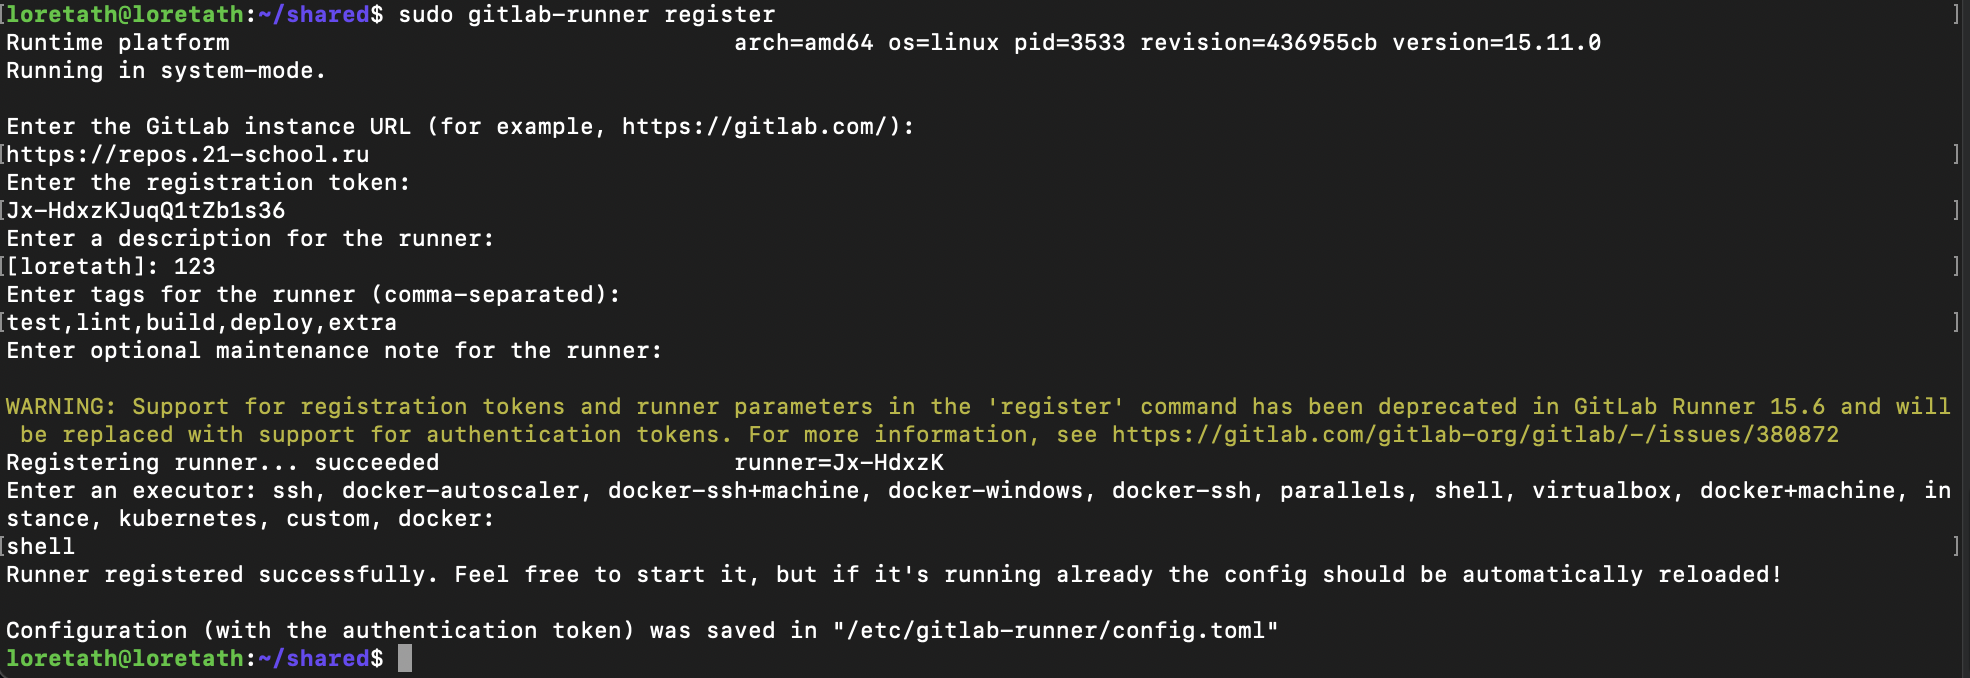 loretath@loretath:~/shared$ sudo gitlab-runner register
Runtime platform                                    arch=amd64 os=linux pid=3533 revision=436955cb version=15.11.0
Running in system-mode.
Enter the GitLab instance URL (for example, https://gitlab.com/):
https://repos.21-school.ru
Enter the registration token:
Jx-HdxzKJuqQ1tZb1s36
Enter a description for the runner:
[loretath]: 123
Enter tags for the runner (comma-separated):
test,lint,build,deploy,extra
Enter optional maintenance note for the runner:
WARNING: Support for registration tokens and runner parameters in the 'register' command has been deprecated in GitLab Runner 15.6 and will
 be replaced with support for authentication tokens. For more information, see https://gitlab.com/gitlab-org/gitlab/-/issues/380872
Registering runner... succeeded                     runner=Jx-HdxzK
Enter an executor: ssh, docker-autoscaler, docker-ssh+machine, docker-windows, docker-ssh, parallels, shell, virtualbox, docker+machine, in
stance, kubernetes, custom, docker:
shell
Runner registered successfully. Feel free to start it, but if it's running already the config should be automatically reloaded!
Configuration (with the authentication token) was saved in "/etc/gitlab-runner/config.toml"
loretath@loretath:~/shared$